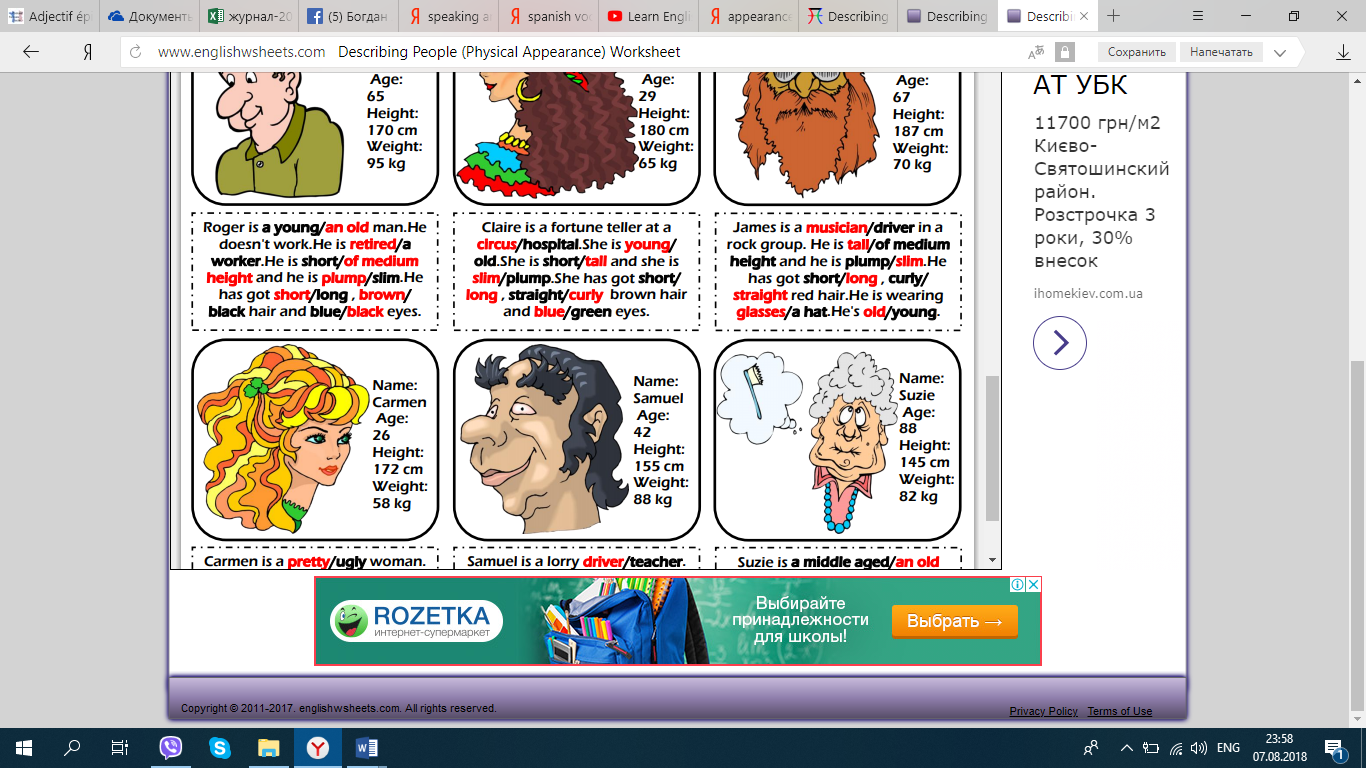 Adjectif ép
Документы
журнал-20
(5) Богдан
speaking ar
spanish voc
Learn Engli
appearance
Describing
Describing
Describin
www.englishwsheets.com Describing People (Physical Appearance) Worksheet
Сохранить
Напечатать
Age:
65
Height:
170 cm
Weight:
95 kg
Age:
29
Height:
180 cm
Weight:
65 kg
Age:
67
Height:
187 cm
Weight:
70 kg
Roger is a young/an old man.He
doesn't work.He is retired/a
worker.He is short/of medium
height and he is plump/slim.He
has got short/long , brown/
black hair and blue/black eyes.
Claire is a fortune teller at a
circus/hospital.She is young/
old.She is short/tall and she is
slim/plump.She has got short/
long , straight/curly brown hair
and blue/green eyes.
James is a musician/driver in a
rock group. He is tall/of medium
height and he is plump/slim.He
has got short/long , curly/
straight red hair.He is wearing
glasses/a hat.He's old/young.
Name:
Carmen
Age:
26
Height:
172 cm
Weight:
58 kg
Name:
Samuel
Age:
42
Height:
155 cm
Weight:
88 kg
Name:
Suzie
Age:
88
Height:
145 cm
Weight:
82 kg
Carmen is a pretty/ugly woman.
Samuel is a lorry driver/teacher.
Suzie is a middle aged/an old
АТ УБК
11700 грн/м2
Києво-
Святошинский
район.
Розстрочка 3
роки, 30%
внесок
ihomekiev.com.ua
ROZETKA
интернет-супермаркет
Выбирайте
принадлежности
для школы!
Выбрать →
Copyright © 2011-2017. englishwsheets.com. All rights reserved.
Privacy Policy Terms of Use
ENG
23:58
07.08.2018
1